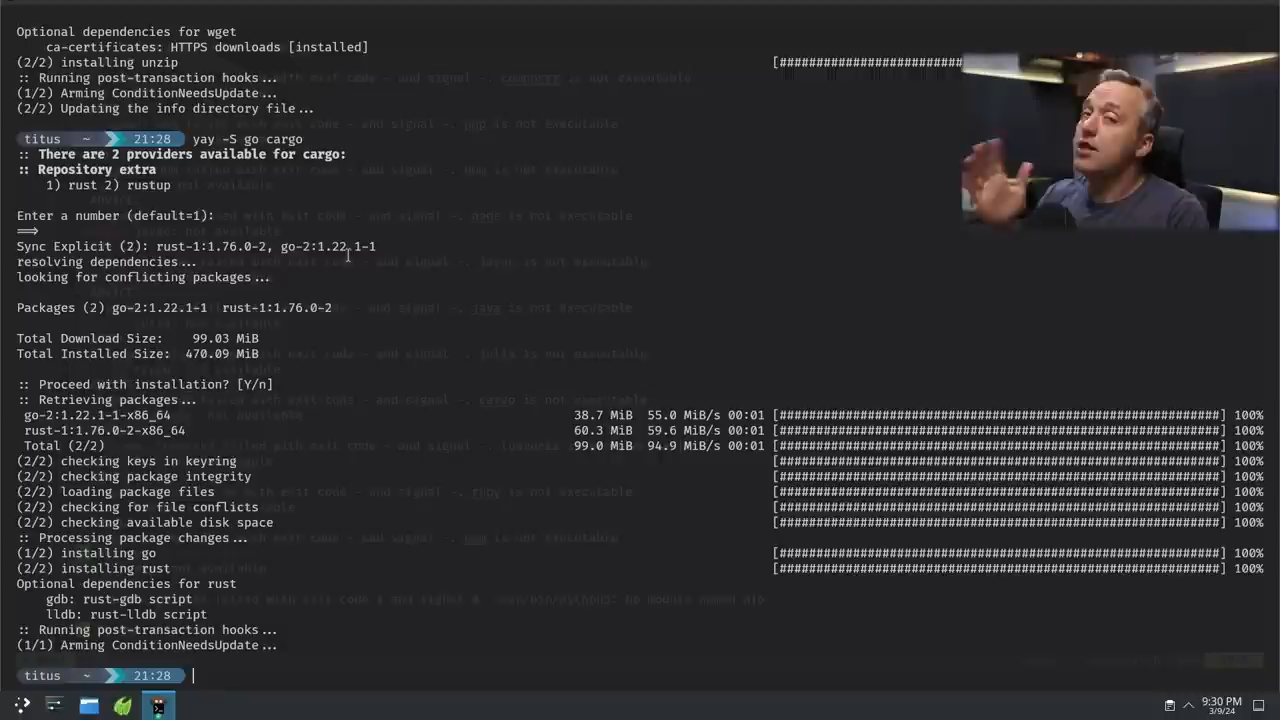 Optional dependencies for wget
ca-certificates: HTTPS downloads [installed]
(2/2) installing unzip [##########################
:: Running post-transaction hooks...
(1/2) Arming ConditionNeedsUpdate...
(2/2) Updating the info directory file...
titus ~ 21:28 yay -S go cargo
:: There are 2 providers available for cargo:
:: Repository extra
1) rust 2) rustup
Enter a number (default=1):
==>
Sync Explicit (2): rust-1:1.76.0-2, go-2:1.22.1-1
resolving dependencies...
looking for conflicting packages...
Packages (2) go-2:1.22.1-1 rust-1:1.76.0-2
Total Download Size: 99.03 MiB
Total Installed Size: 470.09 MiB
:: Proceed with installation? [Y/n]
:: Retrieving packages...
go-2:1.22.1-1-x86_64 38.7 MiB 55.0 MiB/s 00:01 [#############################################################] 100%
rust-1:1.76.0-2-x86_64 60.3 MiB 59.6 MiB/s 00:01 [#############################################################] 100%
Total (2/2) 99.0 MiB 94.9 MiB/s 00:01 [#############################################################] 100%
(2/2) checking keys in keyring [#############################################################] 100%
(2/2) checking package integrity [#############################################################] 100%
(2/2) loading package files [#############################################################] 100%
(2/2) checking for file conflicts [#############################################################] 100%
(2/2) checking available disk space [#############################################################] 100%
:: Processing package changes...
(1/2) installing go [#############################################################] 100%
(2/2) installing rust [#############################################################] 100%
Optional dependencies for rust
gdb: rust-gdb script
lldb: rust-lldb script
:: Running post-transaction hooks...
(1/1) Arming ConditionNeedsUpdate...
titus ~ 21:28
9:30 PM
3/9/24